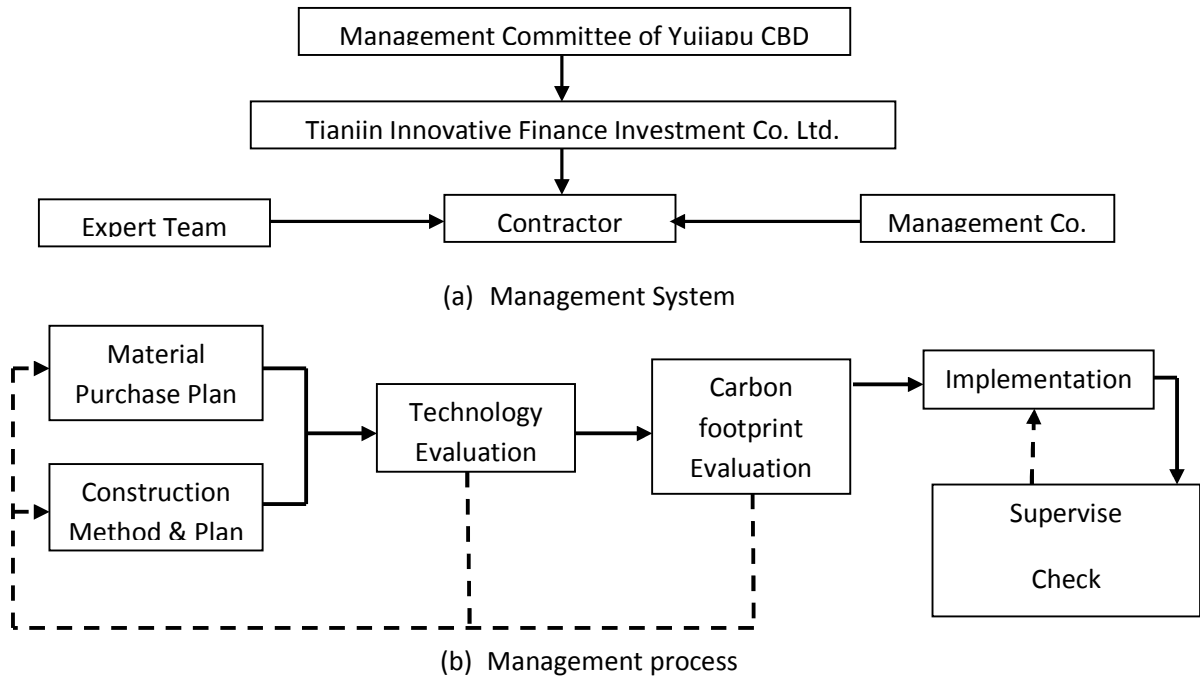 Management Committee of Yujiapu CBD
Tianjin Innovative Finance Investment Co. Ltd.
Expert Team
Contractor
Management Co.
(a) Management System
Material
Purchase Plan
Construction
Method & Plan
Technology
Evaluation
Carbon
footprint
Evaluation
Implementation
Supervise
Check
(b) Management process